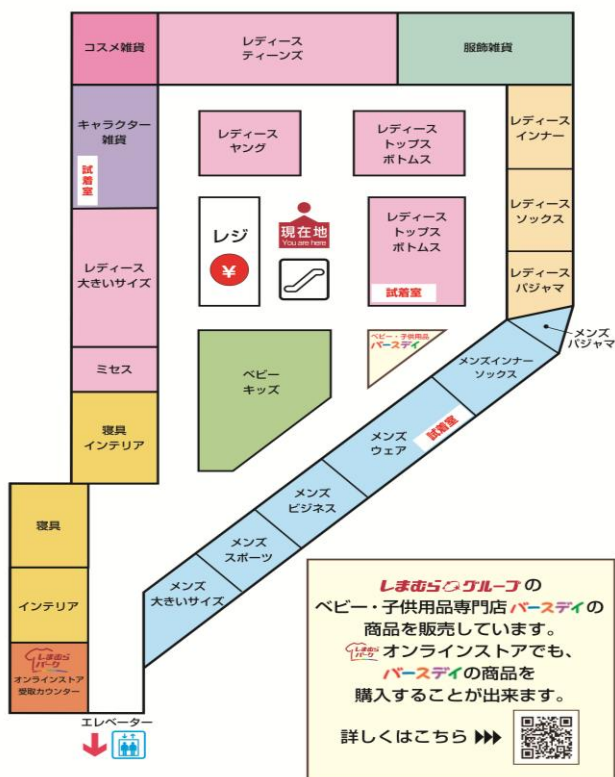 コスメ雑貨
レディース
ティーンズ
服飾雑貨
キャラクター
雑貨
試着室
レディース
ヤング
レディース
トップス
ボトムス
レディース
インナー
レジ
¥
現在地
You are here
レディース
トップス
ボトムス
試着室
レディース
ソックス
レディース
大きいサイズ
レディース
パジャマ
メンズ
パジャマ
ミセス
ベビー
キッズ
ベビー・子供用品
バースデイ
メンズインナー
ソックス
寝具
インテリア
メンズ
ウェア
試着室
メンズ
ビジネス
寝具
メンズ
スポーツ
インテリア
メンズ
大きいサイズ
しまむら
パーク
オンラインストア
受取カウンター
エレベーター
しまむらグループの
ベビー・子供用品専門店 バースデイの
商品を販売しています。
しまむらパーク オンラインストアでも、
バースデイの商品を
購入することが出来ます。
詳しくはこちら